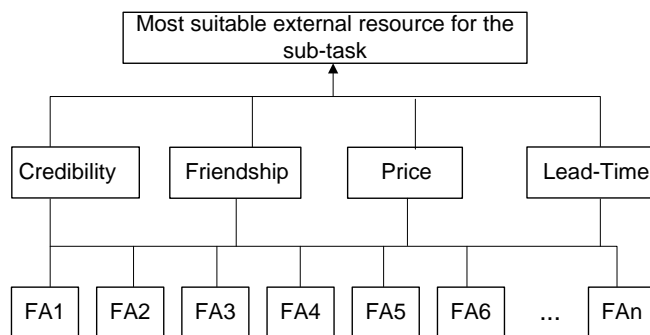 Most suitable external resource for the
sub-task
Credibility Friendship Price Lead-Time
FA1 FA2 FA3 FA4 FA5 FA6 ... FAn